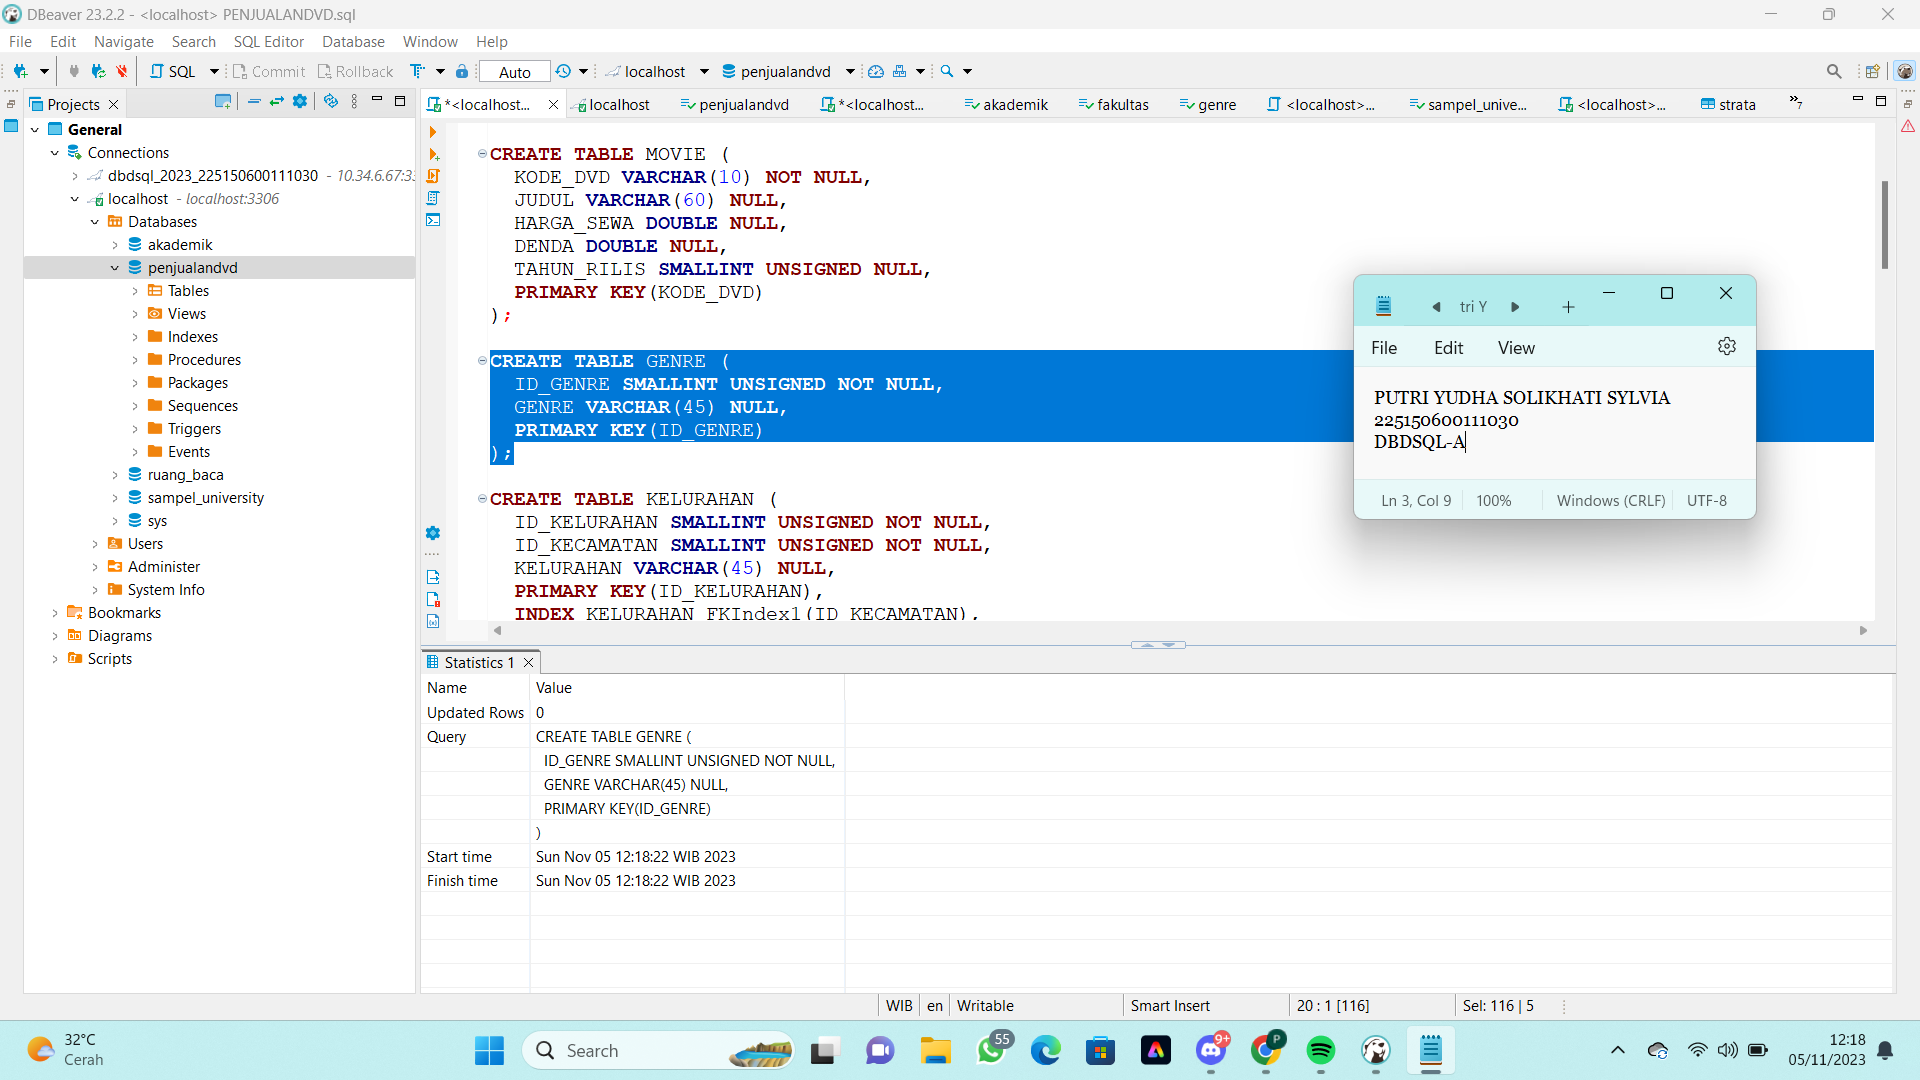 DBeaver 23.2.2 - <localhost> PENJUALANDVD.sql
File Edit Navigate Search SQL Editor Database Window Help
SQL Commit Rollback Auto localhost penjualandvd
Projects
*<localhost... localhost penjualandvd *<localhost... akademik fakultas genre <localhost>... sampel_unive... <localhost>... strata »7
General
Connections
dbdsql_2023_225150600111030 - 10.34.6.67:33
localhost - localhost:3306
Databases
akademik
penjualandvd
Tables
Views
Indexes
Procedures
Packages
Sequences
Triggers
Events
ruang_baca
sampel_university
sys
Users
Administer
System Info
Bookmarks
Diagrams
Scripts
CREATE TABLE MOVIE (
KODE_DVD VARCHAR(10) NOT NULL,
JUDUL VARCHAR(60) NULL,
HARGA_SEWA DOUBLE NULL,
DENDA DOUBLE NULL,
TAHUN_RILIS SMALLINT UNSIGNED NULL,
PRIMARY KEY(KODE_DVD)
);
CREATE TABLE GENRE (
ID_GENRE SMALLINT UNSIGNED NOT NULL,
GENRE VARCHAR(45) NULL,
PRIMARY KEY(ID_GENRE)
);
CREATE TABLE KELURAHAN (
ID_KELURAHAN SMALLINT UNSIGNED NOT NULL,
ID_KECAMATAN SMALLINT UNSIGNED NOT NULL,
KELURAHAN VARCHAR(45) NULL,
PRIMARY KEY(ID_KELURAHAN),
INDEX KELURAHAN_FKIndex1(ID_KECAMATAN),
tri Y
File Edit View
PUTRI YUDHA SOLIKHATI SYLVIA
225150600111030
DBDSQL-A
Ln 3, Col 9 100% Windows (CRLF) UTF-8
Statistics 1
Name Value
Updated Rows 0
Query CREATE TABLE GENRE (
ID_GENRE SMALLINT UNSIGNED NOT NULL,
GENRE VARCHAR(45) NULL,
PRIMARY KEY(ID_GENRE)
)
Start time Sun Nov 05 12:18:22 WIB 2023
Finish time Sun Nov 05 12:18:22 WIB 2023
WIB en Writable Smart Insert 20 : 1 [116] Sel: 116 | 5
32°C
Cerah
Search
55
9+
P
12:18
05/11/2023